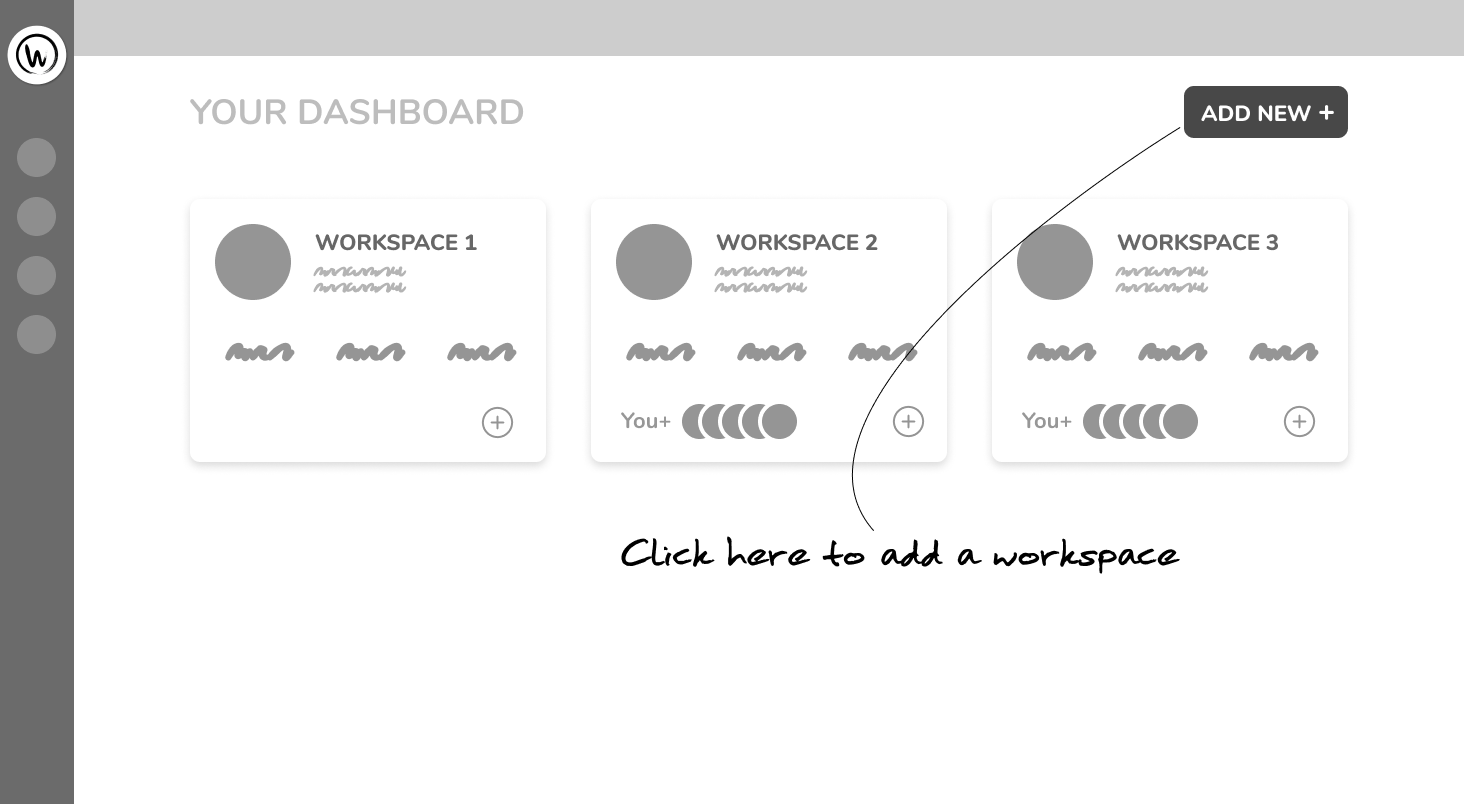 W
YOUR DASHBOARD
ADD NEW +
WORKSPACE 1
WORKSPACE 2
WORKSPACE 3
You+
You+
Click here to add a workspace